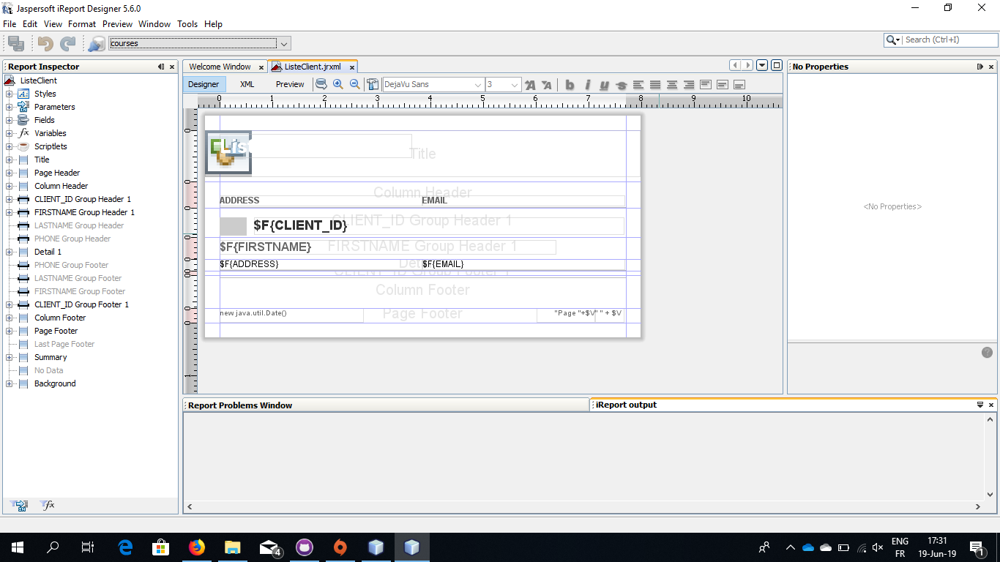 Jaspersoft iReport Designer 5.6.0
File Edit View Format Preview Window Tools Help
courses
Search (Ctrl+I)
Report Inspector
ListeClient
Styles
Parameters
Fields
Variables
Scriptlets
Title
Page Header
Column Header
CLIENT_ID Group Header 1
FIRSTNAME Group Header 1
LASTNAME Group Header
PHONE Group Header
Detail 1
PHONE Group Footer
LASTNAME Group Footer
FIRSTNAME Group Footer
CLIENT_ID Group Footer 1
Column Footer
Page Footer
Last Page Footer
Summary
No Data
Background
Welcome Window
ListeClient.jrxml
Designer XML Preview
DejaVu Sans 3
0 1 2 3 4 5 6 7 8 9 10
Title
Column Header
ADDRESS EMAIL
CLIENT_ID Group Header 1
$F{CLIENT_ID}
$F{FIRSTNAME} FIRSTNAME Group Header 1
$F{ADDRESS} $F{EMAIL}
CLIENT_ID Group Footer 1
Column Footer
new java.util.Date() Page Footer "Page "+$V" " + $V
No Properties
<No Properties>
Report Problems Window
iReport output
4
ENG
FR
17:31
19-Jun-19
1